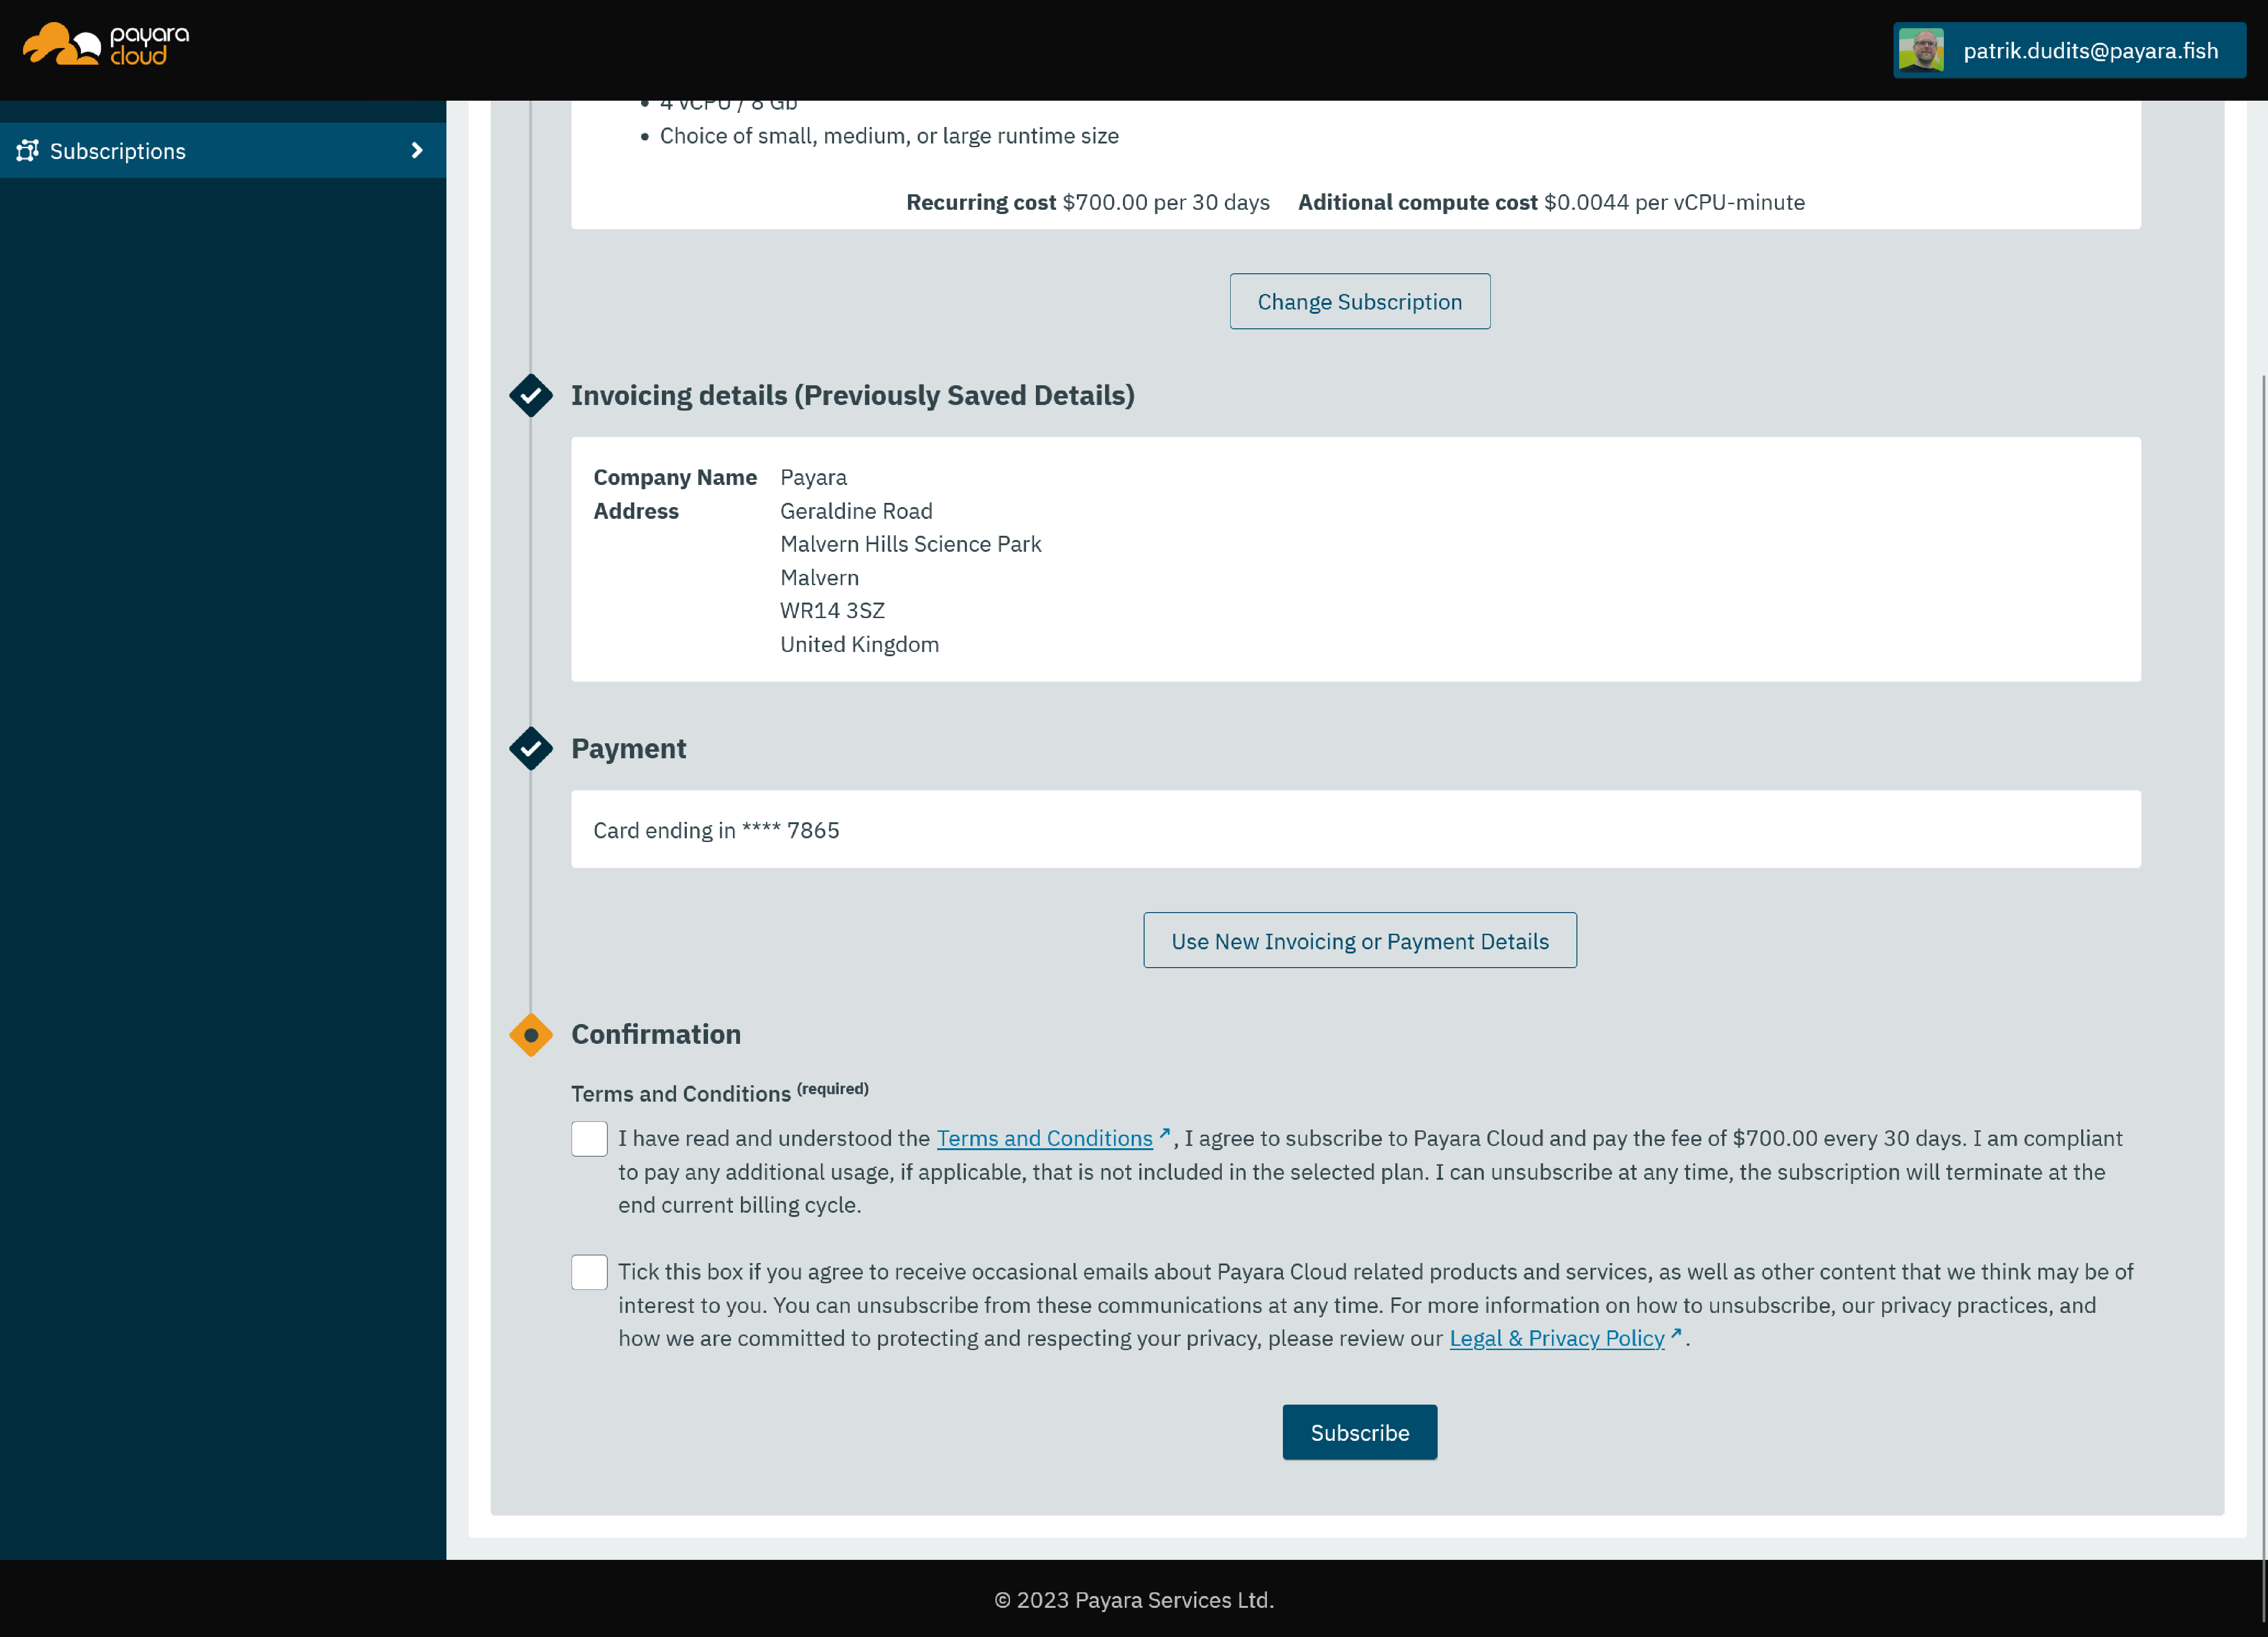 payara
cloud
patrik.dudits@payara.fish
Subscriptions
4 vCPU / 8 Gb
Choice of small, medium, or large runtime size
Recurring cost $700.00 per 30 days Aditional compute cost $0.0044 per vCPU-minute
Change Subscription
Invoicing details (Previously Saved Details)
Company Name Payara
Address Geraldine Road
Malvern Hills Science Park
Malvern
WR14 3SZ
United Kingdom
Payment
Card ending in **** 7865
Use New Invoicing or Payment Details
Confirmation
Terms and Conditions (required)
I have read and understood the Terms and Conditions, I agree to subscribe to Payara Cloud and pay the fee of $700.00 every 30 days. I am compliant
to pay any additional usage, if applicable, that is not included in the selected plan. I can unsubscribe at any time, the subscription will terminate at the
end current billing cycle.
Tick this box if you agree to receive occasional emails about Payara Cloud related products and services, as well as other content that we think may be of
interest to you. You can unsubscribe from these communications at any time. For more information on how to unsubscribe, our privacy practices, and
how we are committed to protecting and respecting your privacy, please review our Legal & Privacy Policy.
Subscribe
© 2023 Payara Services Ltd.